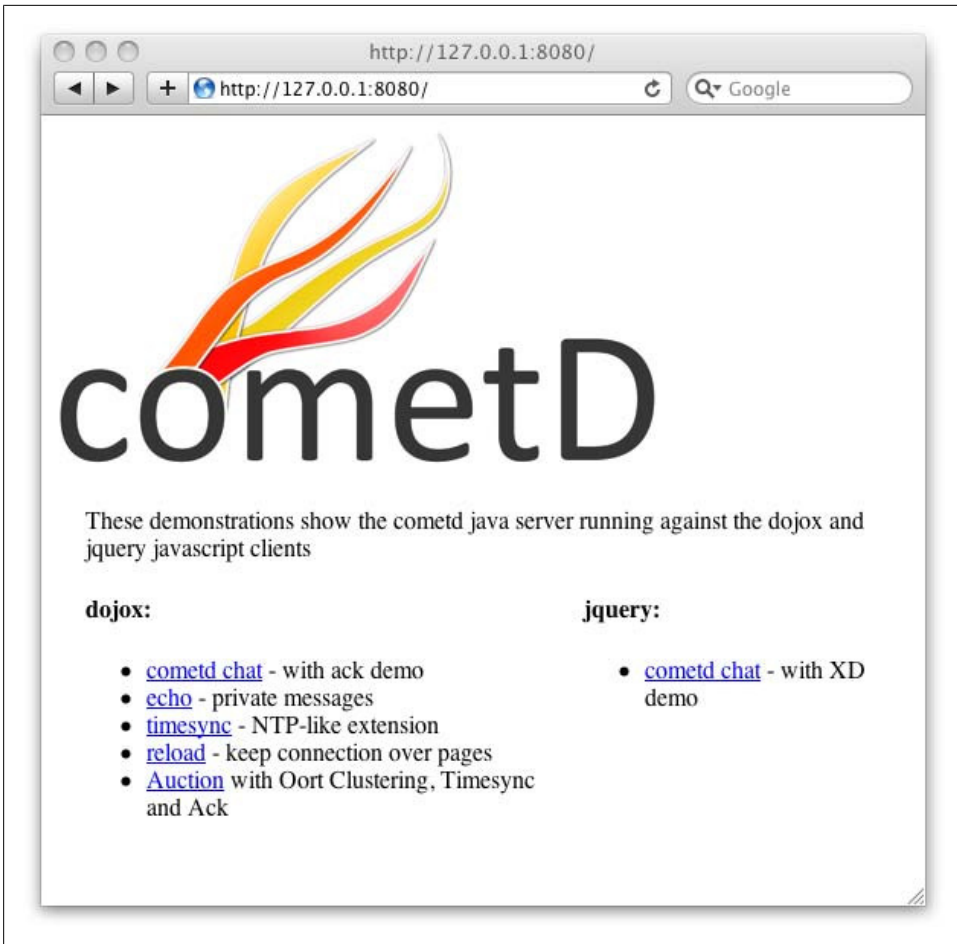 http://127.0.0.1:8080/
http://127.0.0.1:8080/
Google
cometD
These demonstrations show the cometd java server running against the dojox and
jquery javascript clients
dojox:
cometd chat - with ack demo
echo - private messages
timesync - NTP-like extension
reload - keep connection over pages
Auction with Oort Clustering, Timesync
and Ack
jquery:
cometd chat - with XD
demo